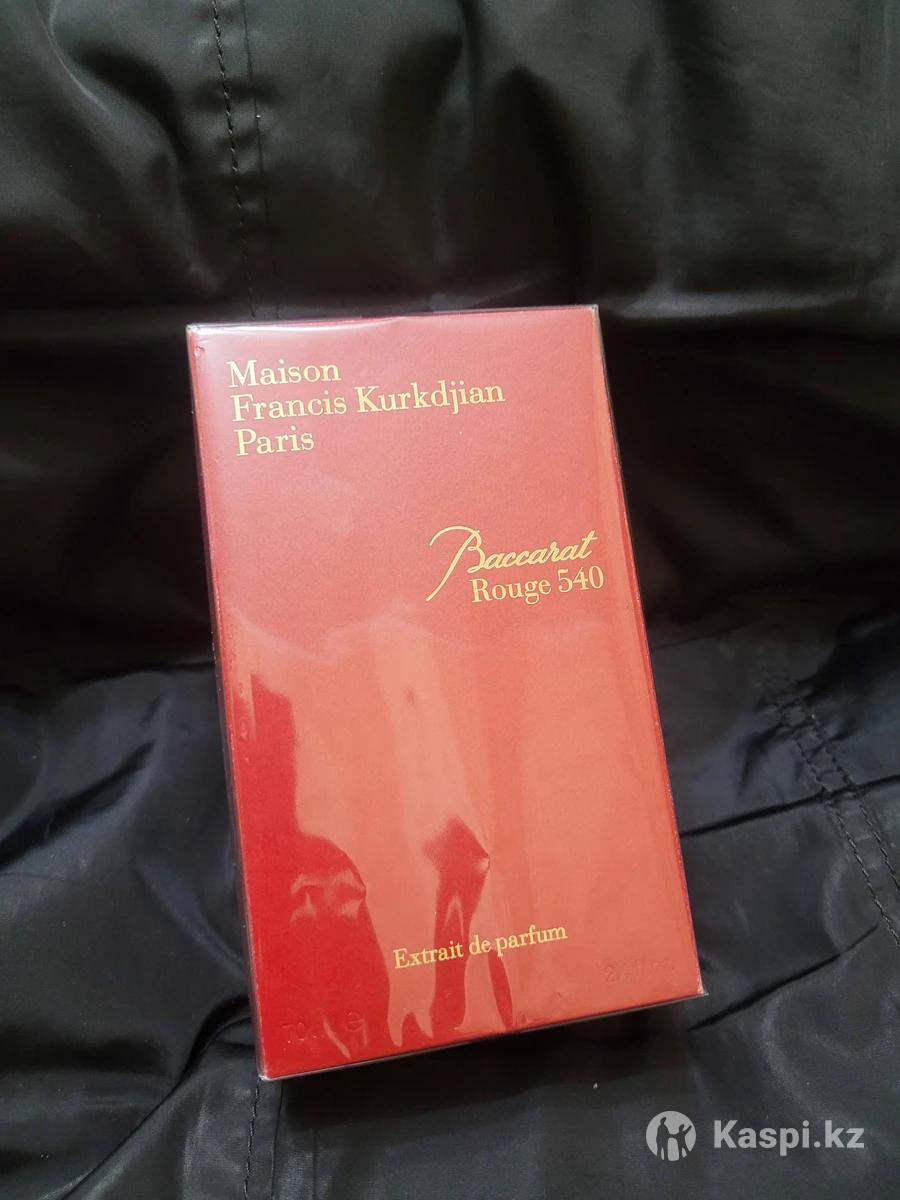 Maison
Francis Kurkdjian
Paris
Baccarat
Rouge 540
Extrait de parfum
Kaspi.kz